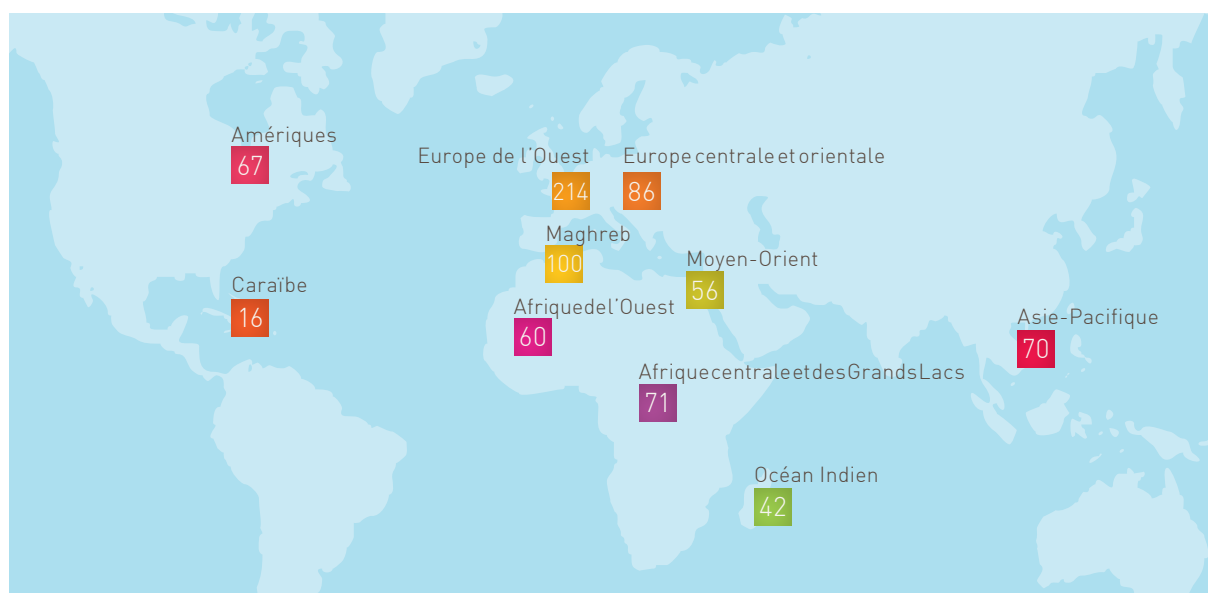 Amériques
67
Europe de l'Ouest
214
Europe centrale et orientale
86
Maghreb
100
Moyen-Orient
56
Caraïbe
16
Afrique de l'Ouest
60
Asie-Pacifique
70
Afrique centrale et des Grands Lacs
71
Océan Indien
42